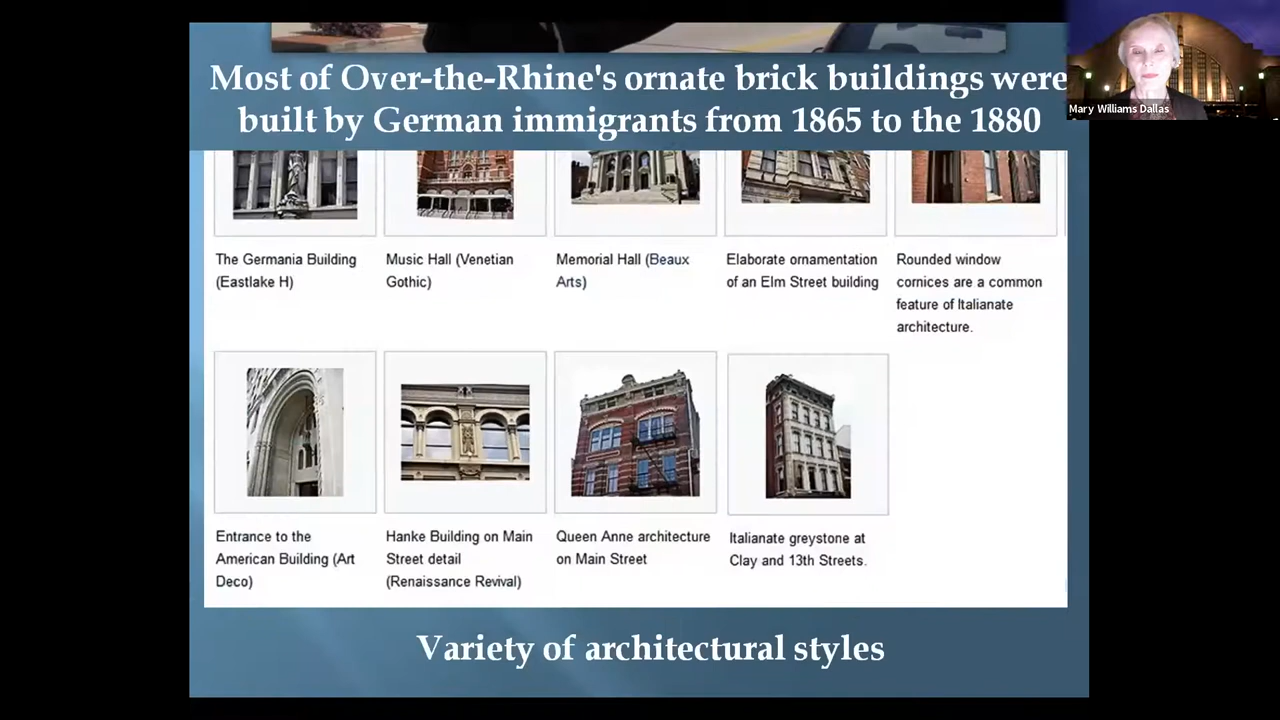 Most of Over-the-Rhine's ornate brick buildings were
built by German immigrants from 1865 to the 1880
Mary Williams Dallas
The Germania Building
(Eastlake H)
Music Hall (Venetian
Gothic)
Memorial Hall (Beaux
Arts)
Elaborate ornamentation
of an Elm Street building
Rounded window
cornices are a common
feature of Italianate
architecture.
Entrance to the
American Building (Art
Deco)
Hanke Building on Main
Street detail
(Renaissance Revival)
Queen Anne architecture
on Main Street
Italianate greystone at
Clay and 13th Streets.
Variety of architectural styles